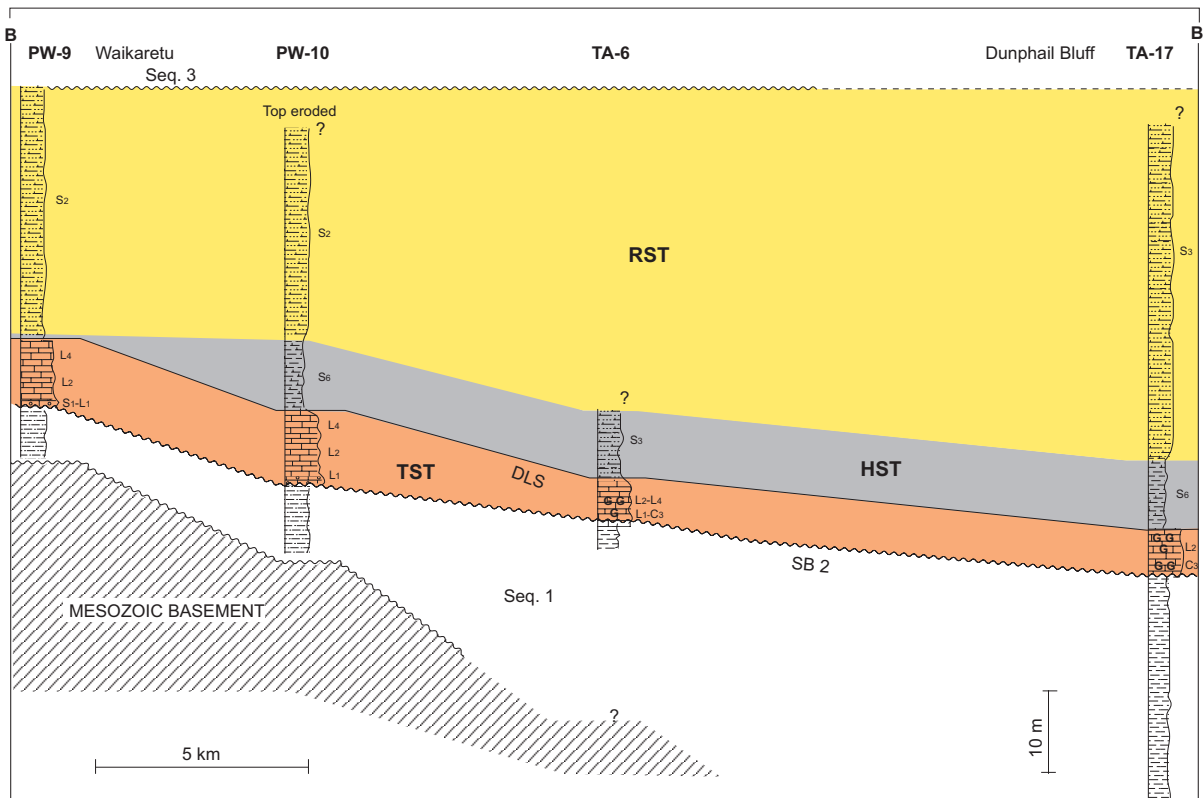 B
B
PW-9 Waikaretu PW-10 TA-6 Dunphail Bluff TA-17
Seq. 3
Top eroded
?
?
S2
S2
S3
RST
L4
L2
S1-L1
S6
?
S3
HST
S6
L4
L2
L1
TST
DLS
G G L2-L4
G L1-C3
G G
G
G G
L2
C3
SB 2
Seq. 1
MESOZOIC BASEMENT
?
5 km
10 m